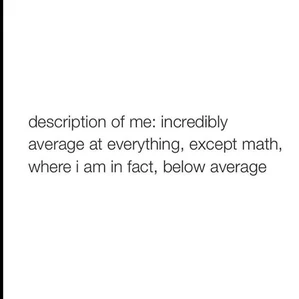 description of me: incredibly
average at everything, except math,
where i am in fact, below average